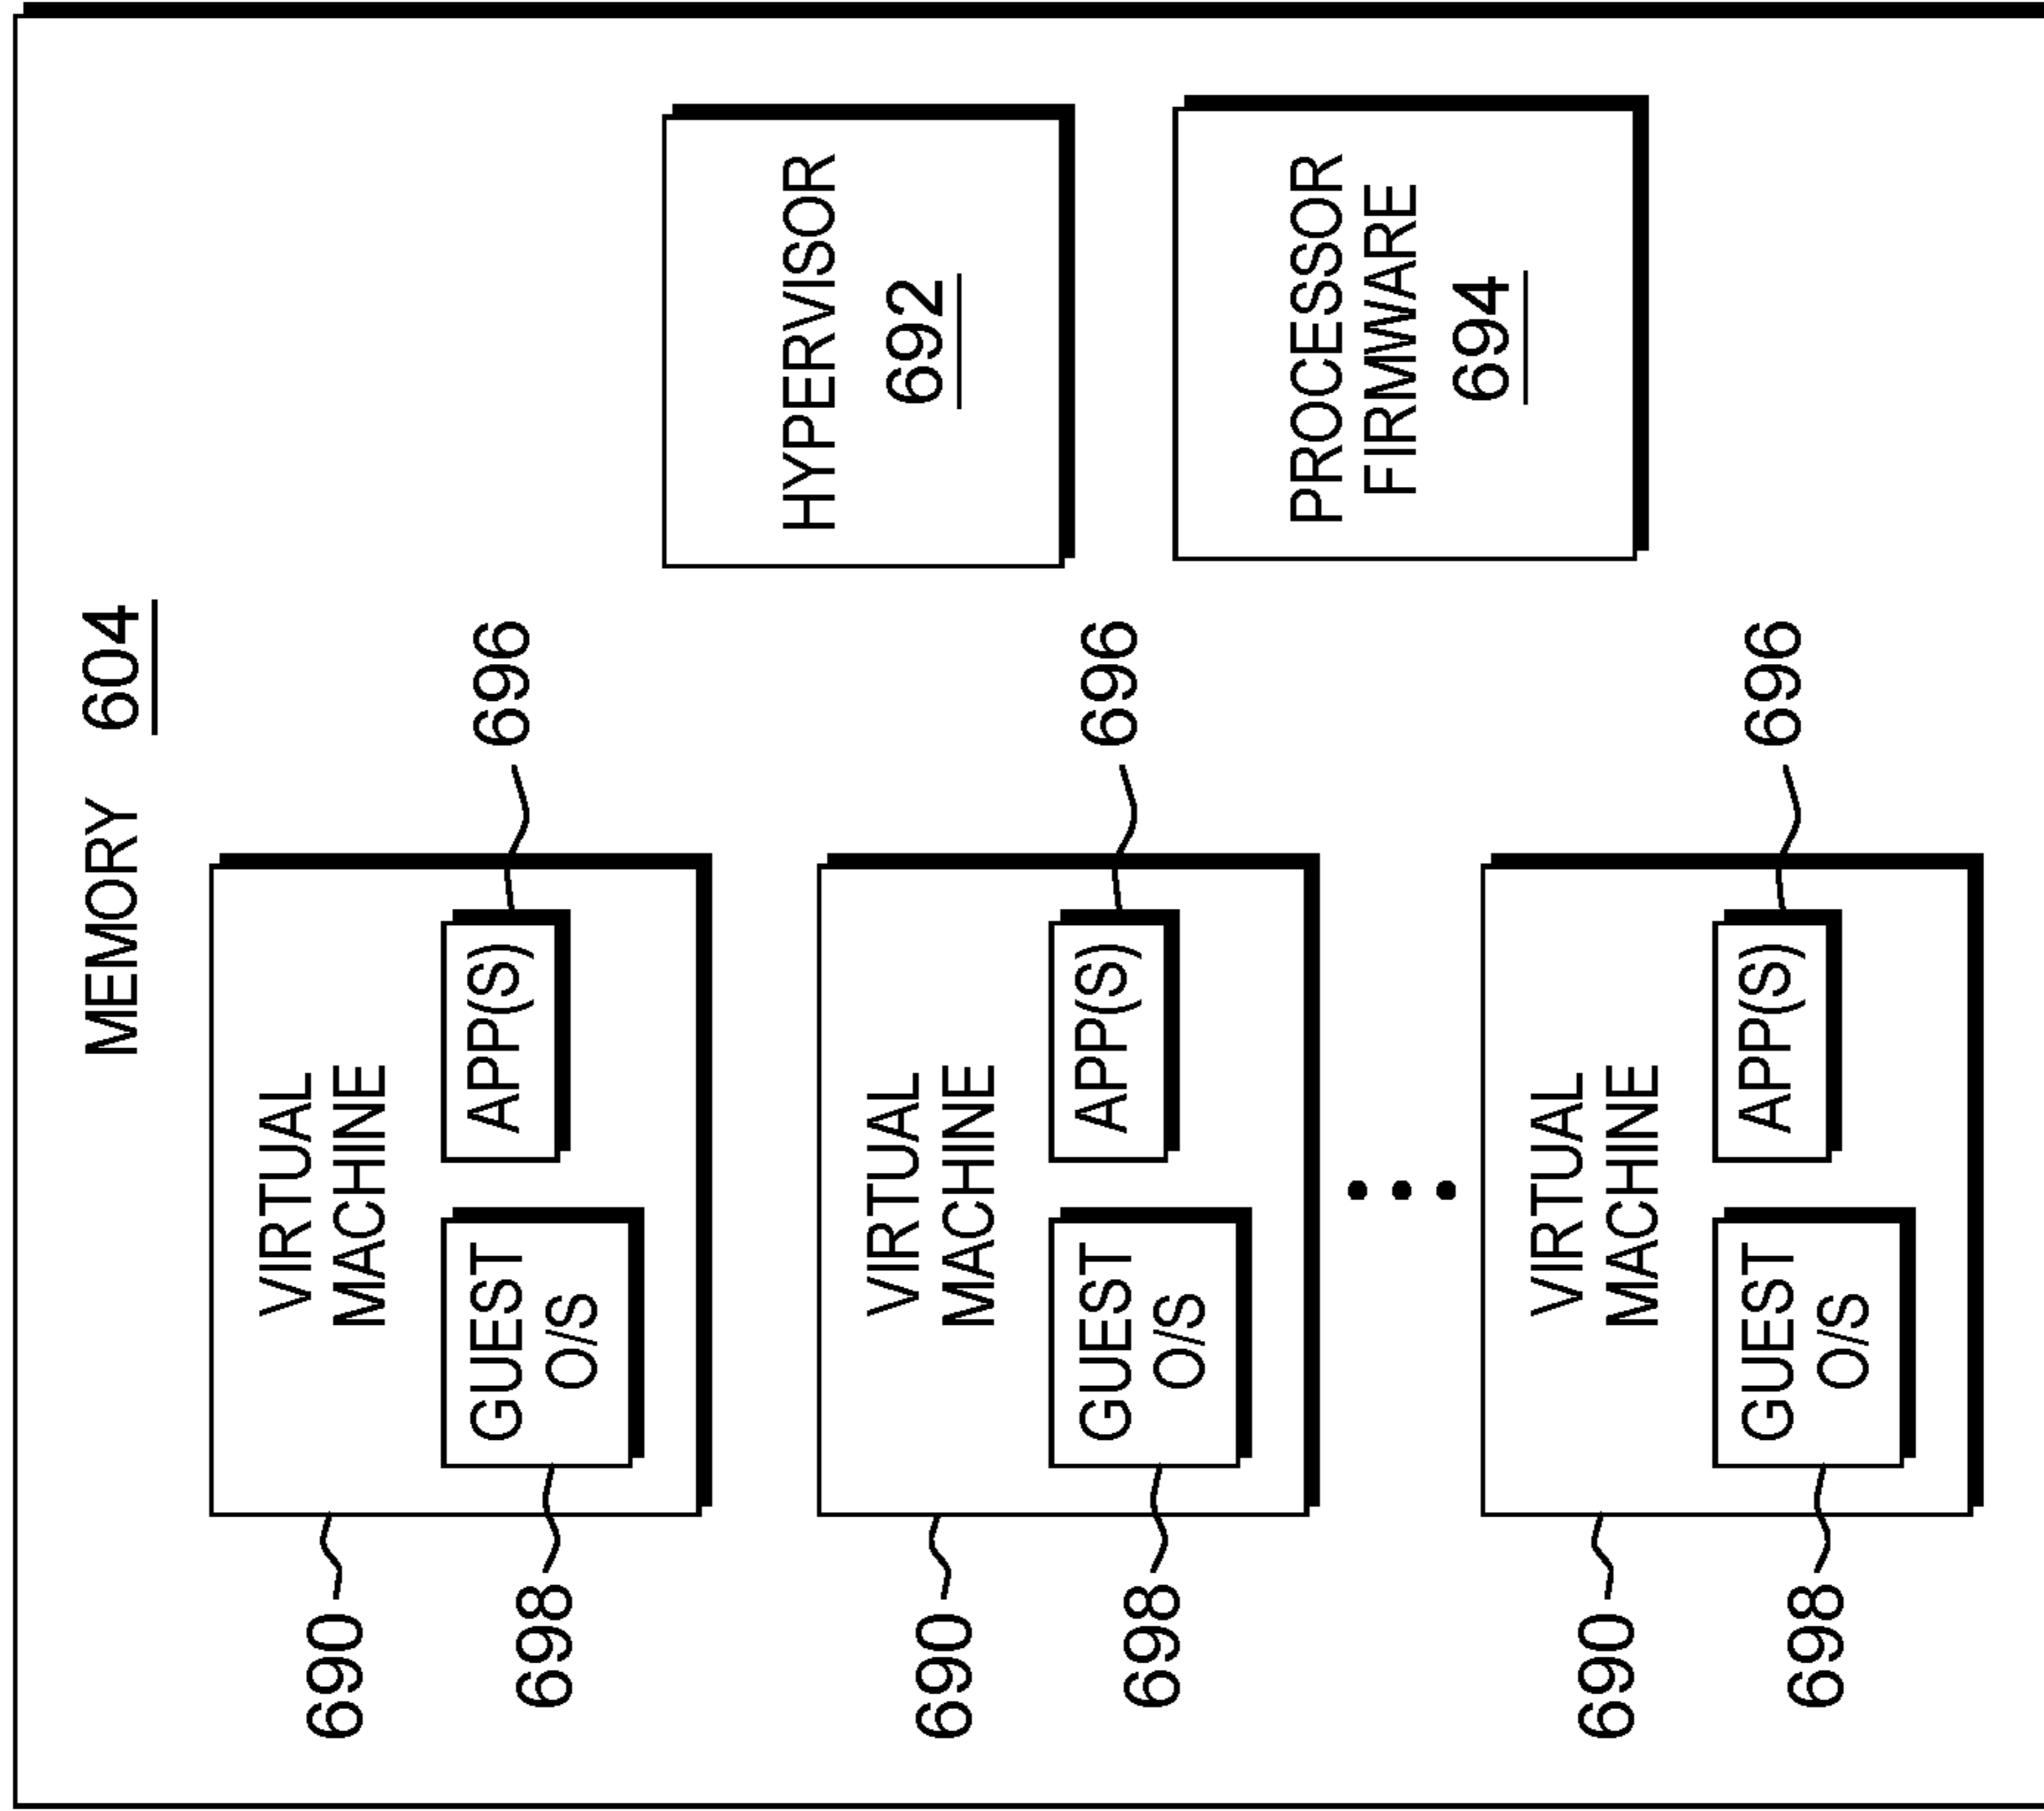 MEMORY 604
VIRTUAL
MACHINE
GUEST
O/S
APP(S)
690
698
696
VIRTUAL
MACHINE
GUEST
O/S
APP(S)
690
698
696
VIRTUAL
MACHINE
GUEST
O/S
APP(S)
690
698
696
HYPERVISOR
692
PROCESSOR
FIRMWARE
694